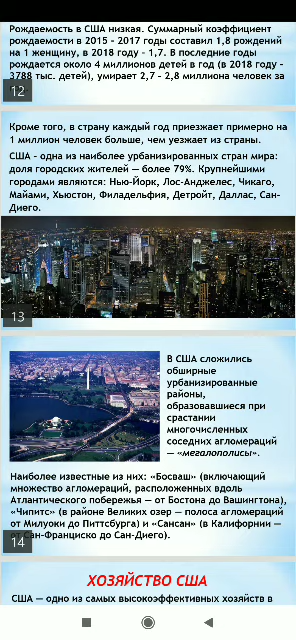 Рождаемость в США низкая. Суммарный коэффициент
рождаемости в 2015 - 2017 годы составил 1,8 рождений
на 1 женщину, в 2018 году - 1,7. В последние годы
рождается около 4 миллионов детей в год (в 2018 году -
3788 тыс. детей), умирает 2,7 - 2,8 миллиона человек за
12
Кроме того, в страну каждый год приезжает примерно на
1 миллион человек больше, чем уезжает из страны.
США - одна из наиболее урбанизированных стран мира:
доля городских жителей — более 79%. Крупнейшими
городами являются: Нью-Йорк, Лос-Анджелес, Чикаго,
Майами, Хьюстон, Филадельфия, Детройт, Даллас, Сан-
Диего.
13
В США сложились
обширные
урбанизированные
районы,
образовавшиеся при
срастании
многочисленных
соседних агломераций
— «мегалополисы».
Наиболее известные из них: «Босваш» (включающий
множество агломераций, расположенных вдоль
Атлантического побережья — от Бостона до Вашингтона),
«Чипитс» (в районе Великих озер — полоса агломераций
от Милуоки до Питтсбурга) и «Сансан» (в Калифорнии —
от Сан-Франциско до Сан-Диего).
14
ХОЗЯЙСТВО США
США — одно из самых высокоэффективных хозяйств в